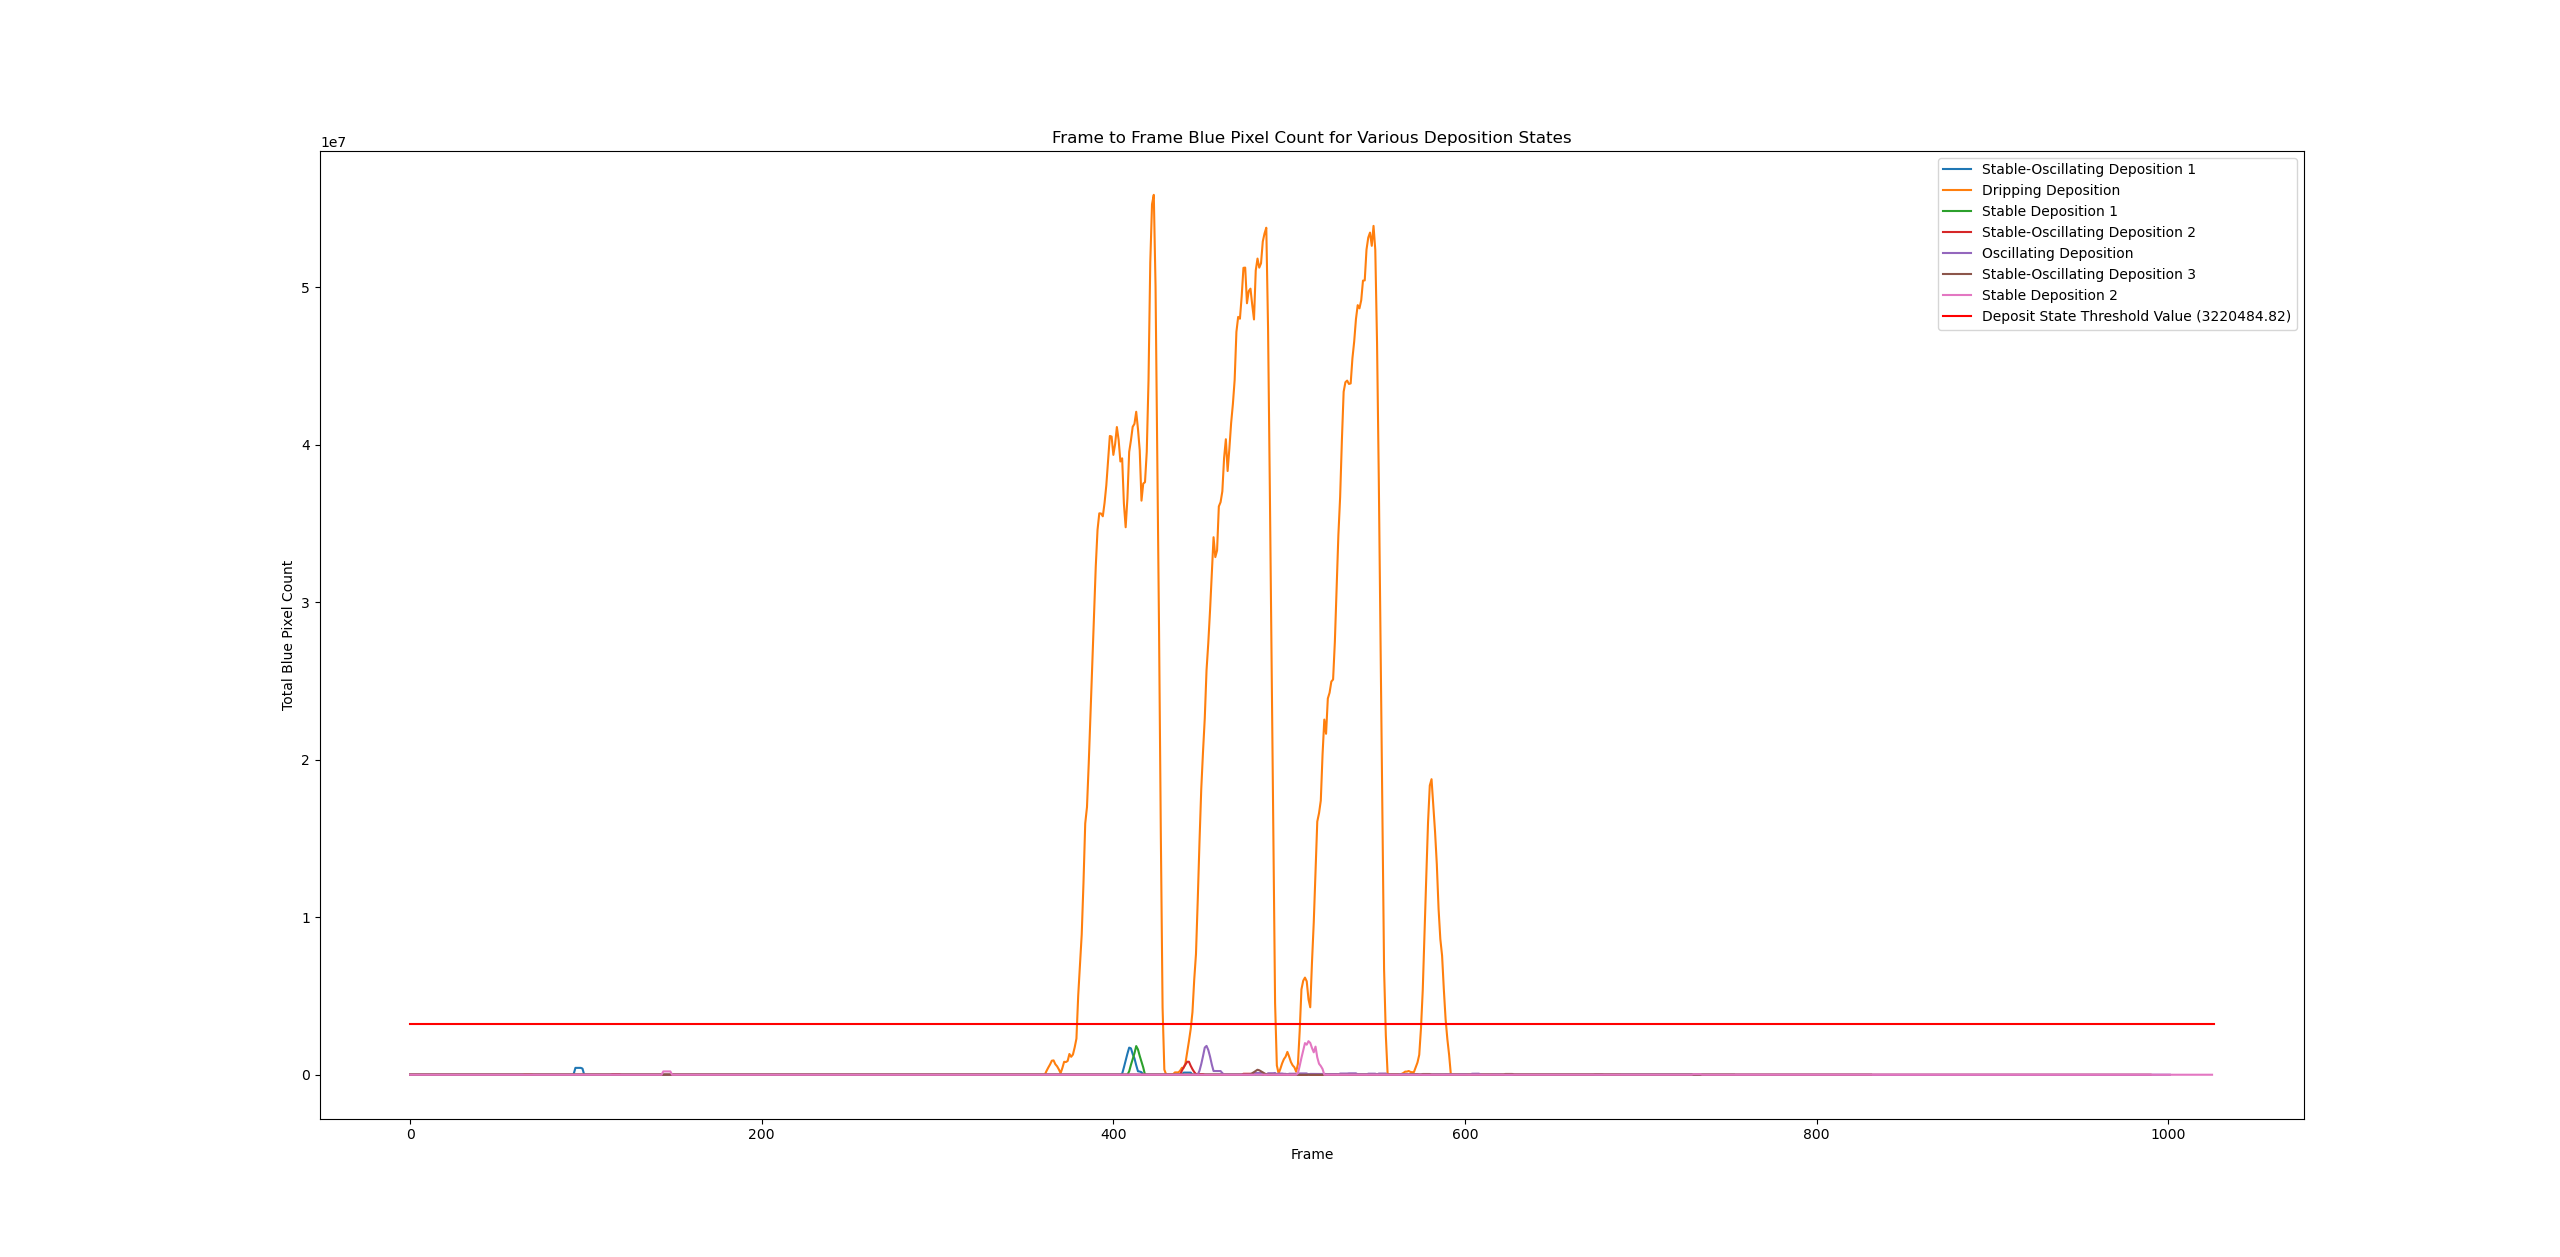 Frame to Frame Blue Pixel Count for Various Deposition States
1e7
Stable-Oscillating Deposition 1
Dripping Deposition
Stable Deposition 1
Stable-Oscillating Deposition 2
Oscillating Deposition
Stable-Oscillating Deposition 3
Stable Deposition 2
Deposit State Threshold Value (3220484.82)
Total Blue Pixel Count
5
4
3
2
1
0
0 200 400 600 800 1000
Frame